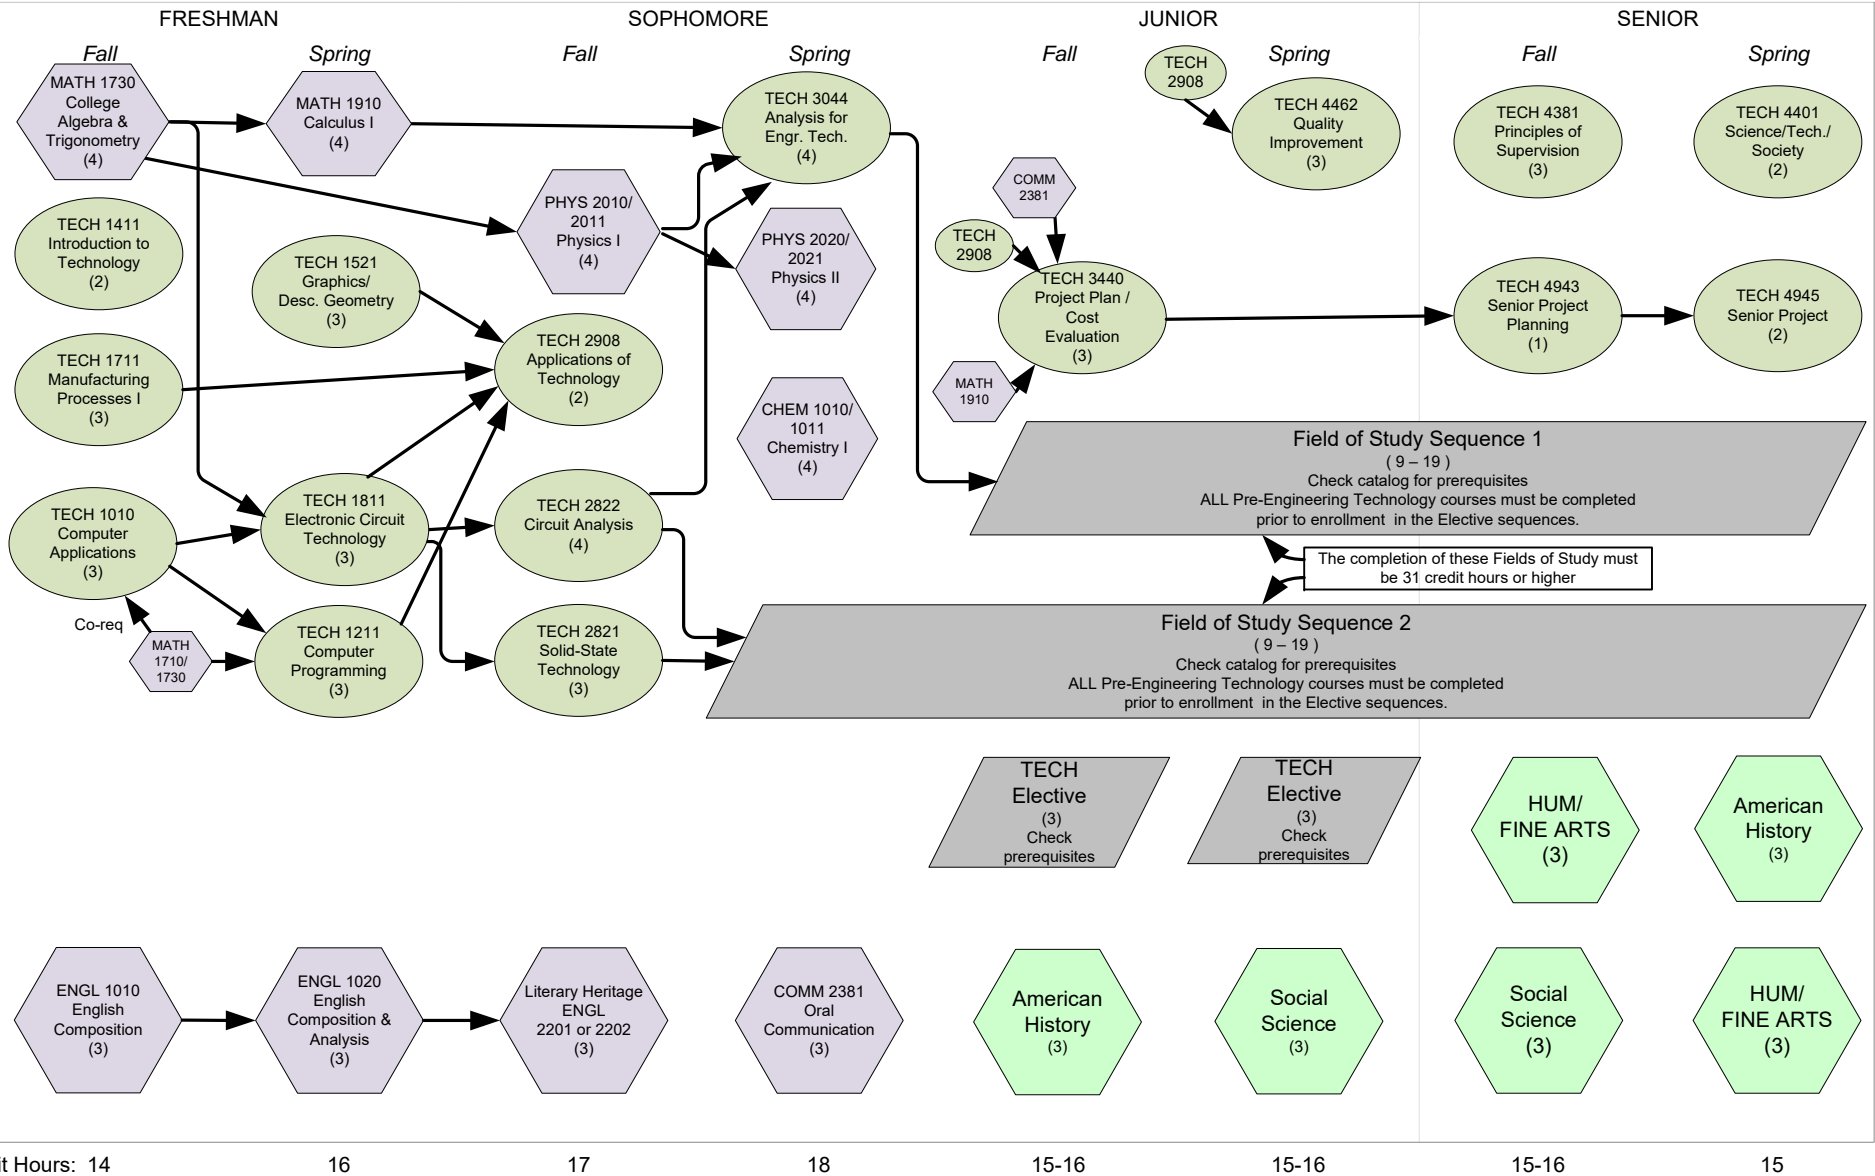 FRESHMAN
SOPHOMORE
JUNIOR
SENIOR
Fall
Spring
Fall
Spring
Fall
Spring
Fall
Spring
MATH 1730
College
Algebra &
Trigonometry
(4)
MATH 1910
Calculus I
(4)
TECH 3044
Analysis for
Engr. Tech.
(4)
TECH
2908
TECH 4462
Quality
Improvement
(3)
TECH 4381
Principles of
Supervision
(3)
TECH 4401
Science/Tech./
Society
(2)
TECH 1411
Introduction to
Technology
(2)
TECH 1521
Graphics/
Desc. Geometry
(3)
PHYS 2010/
2011
Physics I
(4)
PHYS 2020/
2021
Physics II
(4)
COMM
2381
TECH
2908
TECH 3440
Project Plan /
Cost
Evaluation
(3)
MATH
1910
TECH 4943
Senior Project
Planning
(1)
TECH 4945
Senior Project
(2)
TECH 1711
Manufacturing
Processes I
(3)
TECH 2908
Applications of
Technology
(2)
CHEM 1010/
1011
Chemistry I
(4)
Field of Study Sequence 1
( 9 – 19 )
Check catalog for prerequisites
ALL Pre-Engineering Technology courses must be completed
prior to enrollment in the Elective sequences.
TECH 1010
Computer
Applications
(3)
TECH 1811
Electronic Circuit
Technology
(3)
TECH 2822
Circuit Analysis
(4)
The completion of these Fields of Study must
be 31 credit hours or higher
Co-req
MATH
1710/
1730
TECH 1211
Computer
Programming
(3)
TECH 2821
Solid-State
Technology
(3)
Field of Study Sequence 2
( 9 – 19 )
Check catalog for prerequisites
ALL Pre-Engineering Technology courses must be completed
prior to enrollment in the Elective sequences.
TECH
Elective
(3)
Check
prerequisites
TECH
Elective
(3)
Check
prerequisites
HUM/
FINE ARTS
(3)
American
History
(3)
ENGL 1010
English
Composition
(3)
ENGL 1020
English
Composition &
Analysis
(3)
Literary Heritage
ENGL
2201 or 2202
(3)
COMM 2381
Oral
Communication
(3)
American
History
(3)
Social
Science
(3)
Social
Science
(3)
HUM/
FINE ARTS
(3)
it Hours: 14
16
17
18
15-16
15-16
15-16
15